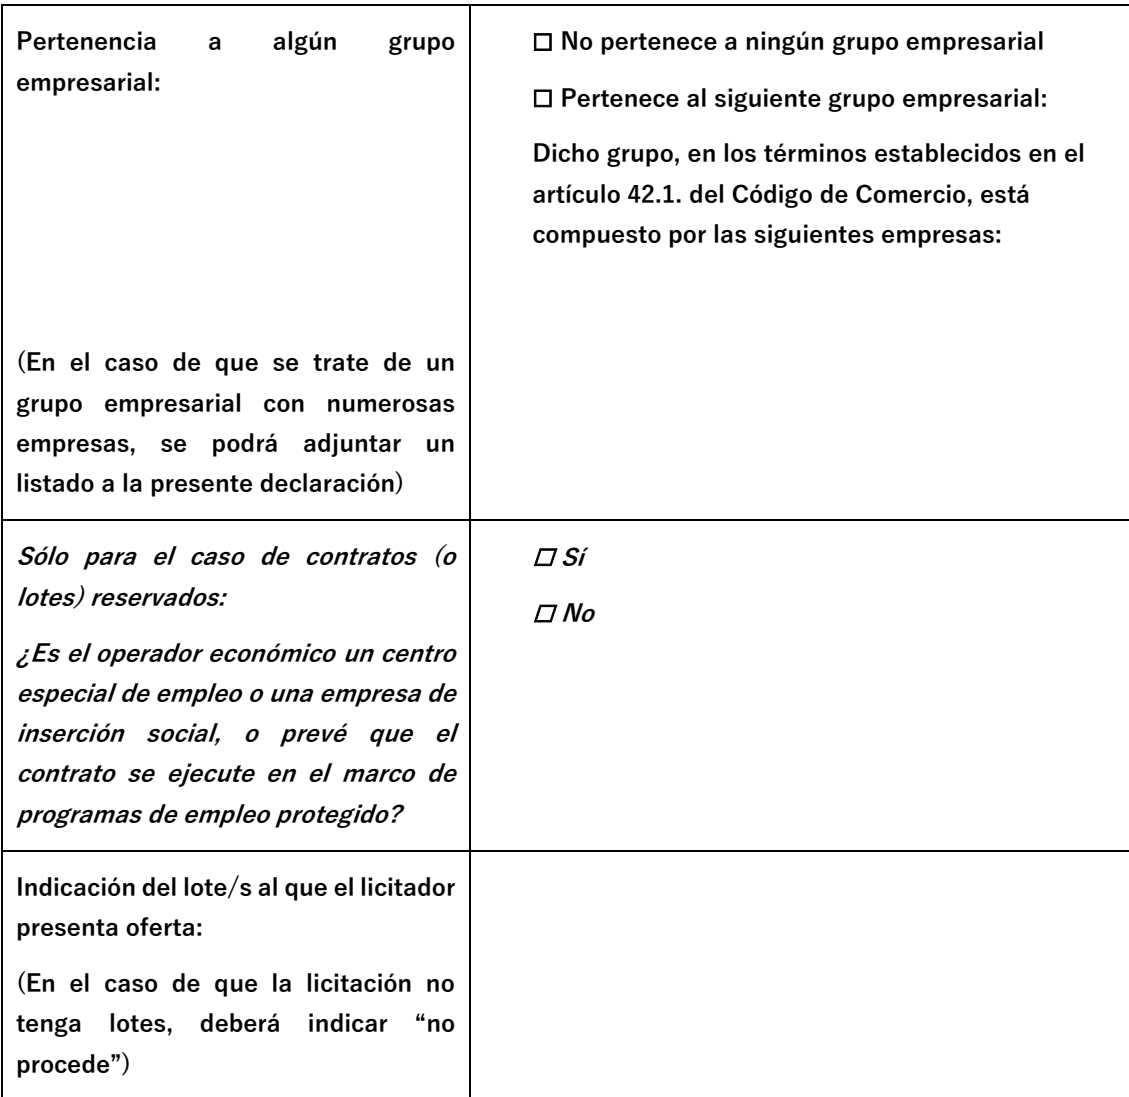 Pertenencia a algún grupo
empresarial:
(En el caso de que se trate de un
grupo empresarial con numerosas
empresas, se podrá adjuntar un
listado a la presente declaración)
☐ No pertenece a ningún grupo empresarial
☐ Pertenece al siguiente grupo empresarial:
Dicho grupo, en los términos establecidos en el
artículo 42.1. del Código de Comercio, está
compuesto por las siguientes empresas:
Sólo para el caso de contratos (o
lotes) reservados:
¿Es el operador económico un centro
especial de empleo o una empresa de
inserción social, o prevé que el
contrato se ejecute en el marco de
programas de empleo protegido?
☐ Sí
☐ No
Indicación del lote/s al que el licitador
presenta oferta:
(En el caso de que la licitación no
tenga lotes, deberá indicar “no
procede”)